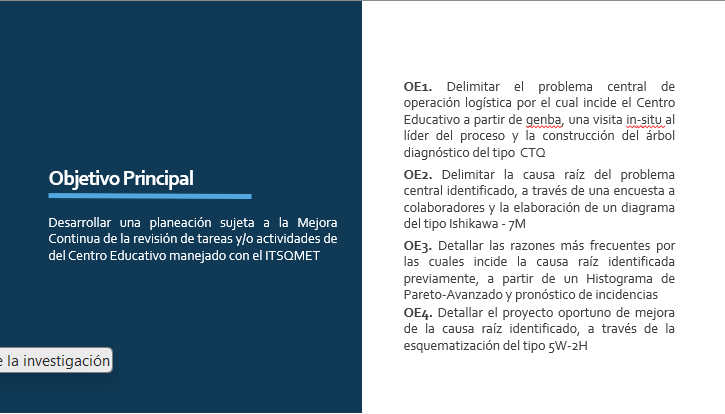 Objetivo Principal
Desarrollar una planeación sujeta a la Mejora
Continua de la revisión de tareas y/o actividades de
del Centro Educativo manejado con el ITSQMET
e la investigación
OE1. Delimitar el problema central de
operación logística por el cual incide el Centro
Educativo a partir de genba, una visita in-situ al
líder del proceso y la construcción del árbol
diagnóstico del tipo CTQ
OE2. Delimitar la causa raíz del problema
central identificado, a través de una encuesta a
colaboradores y la elaboración de un diagrama
del tipo Ishikawa - 7M
OE3. Detallar las razones más frecuentes por
las cuales incide la causa raíz identificada
previamente, a partir de un Histograma de
Pareto-Avanzado y pronóstico de incidencias
OE4. Detallar el proyecto oportuno de mejora
de la causa raíz identificado, a través de la
esquematización del tipo 5W-2H